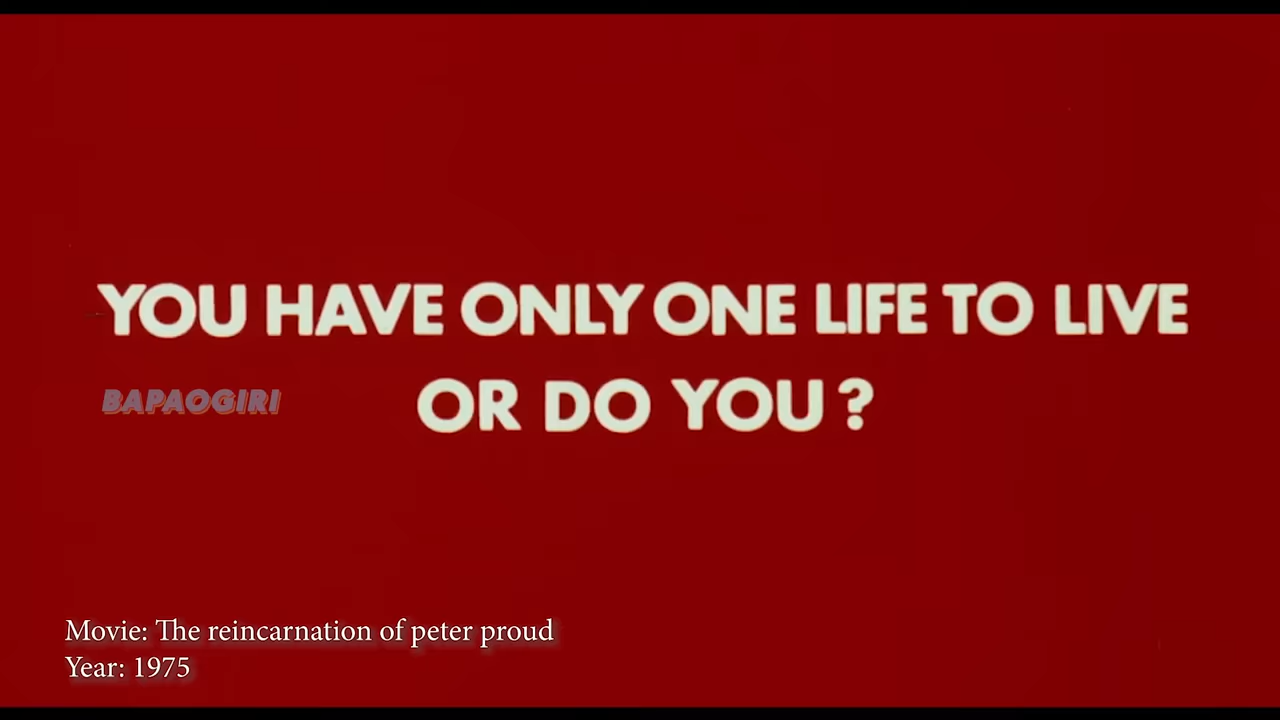 YOU HAVE ONLY ONE LIFE TO LIVE
OR DO YOU?
BAPAOGIRI
Movie: The reincarnation of peter proud
Year: 1975